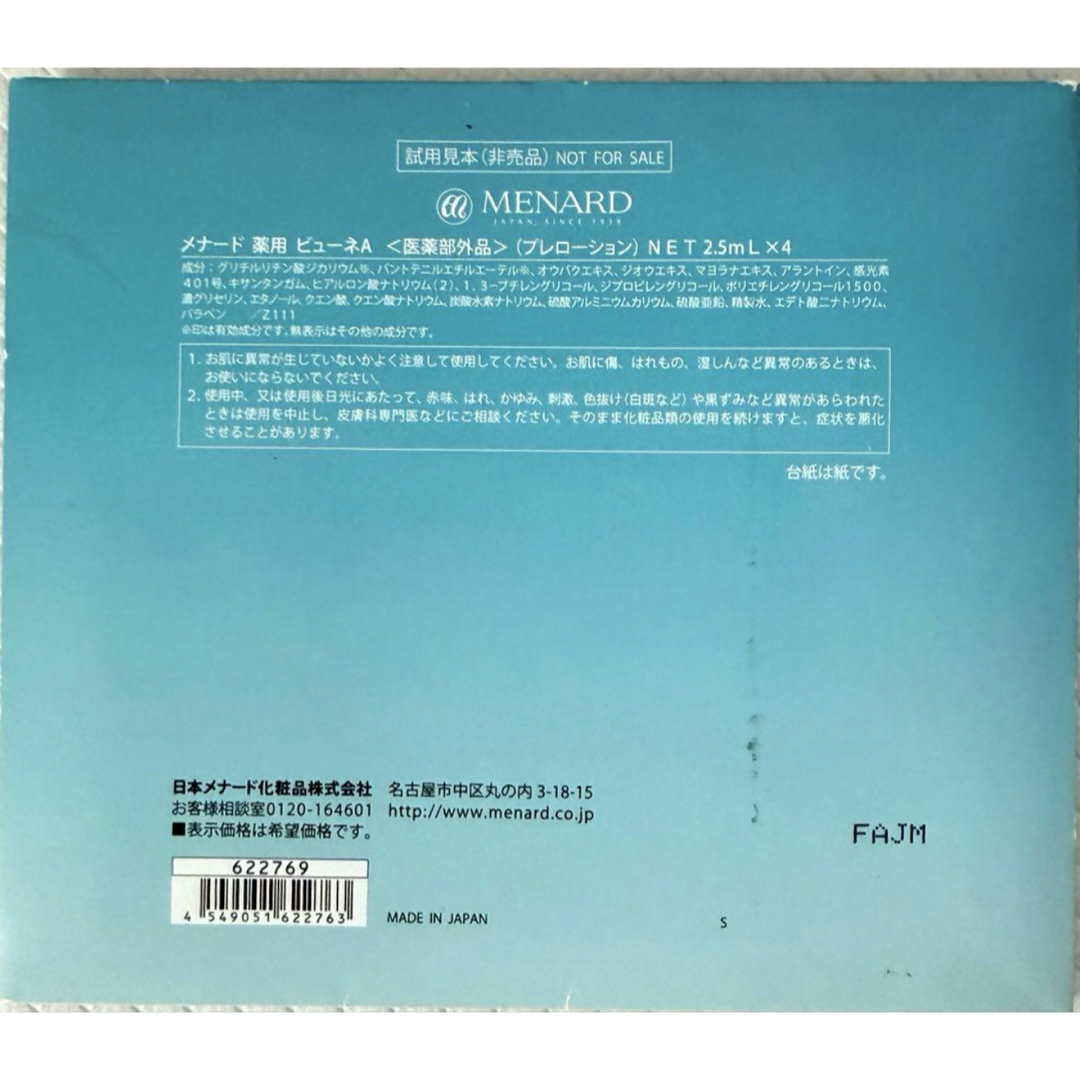 試用見本(非売品) NOT FOR SALE
MENARD
JAPAN, SINCE 1959
メナード 薬用 ビューネA <医薬部外品>(プレローション) NET 2.5mL×4
成分:グリチルリチン酸ジカリウム※、パントテニルエチルエーテル※、オウバクエキス、ジオウエキス、マヨラナエキス、アラントイン、感光素
401号、キサンタンガム、ヒアルロン酸ナトリウム(2)、1.3-ブチレングリコール、ジプロピレングリコール、ポリエチレングリコール1500、
濃グリセリン、エタノール、クエン酸、クエン酸ナトリウム、炭酸水素ナトリウム、硫酸アルミニウムカリウム、硫酸亜鉛、精製水、エデト酸二ナトリウム、
パラベン /Z111
※印は有効成分です。無表示はその他の成分です。
1. お肌に異常が生じていないかよく注意して使用してください。お肌に傷、はれもの、湿しんなど異常のあるときは、
お使いにならないでください。
2. 使用中、又は使用後日光にあたって、赤味、はれ、かゆみ、刺激、色抜け(白斑など)や黒ずみなど異常があらわれた
ときは使用を中止し、皮膚科専門医などにご相談ください。そのまま化粧品類の使用を続けますと、症状を悪化
させることがあります。
台紙は紙です。
日本メナード化粧品株式会社 名古屋市中区丸の内 3-18-15
お客様相談室0120-164601 http://www.menard.co.jp
■表示価格は希望価格です。
FAJM
622769
4 549051 622763
MADE IN JAPAN
S